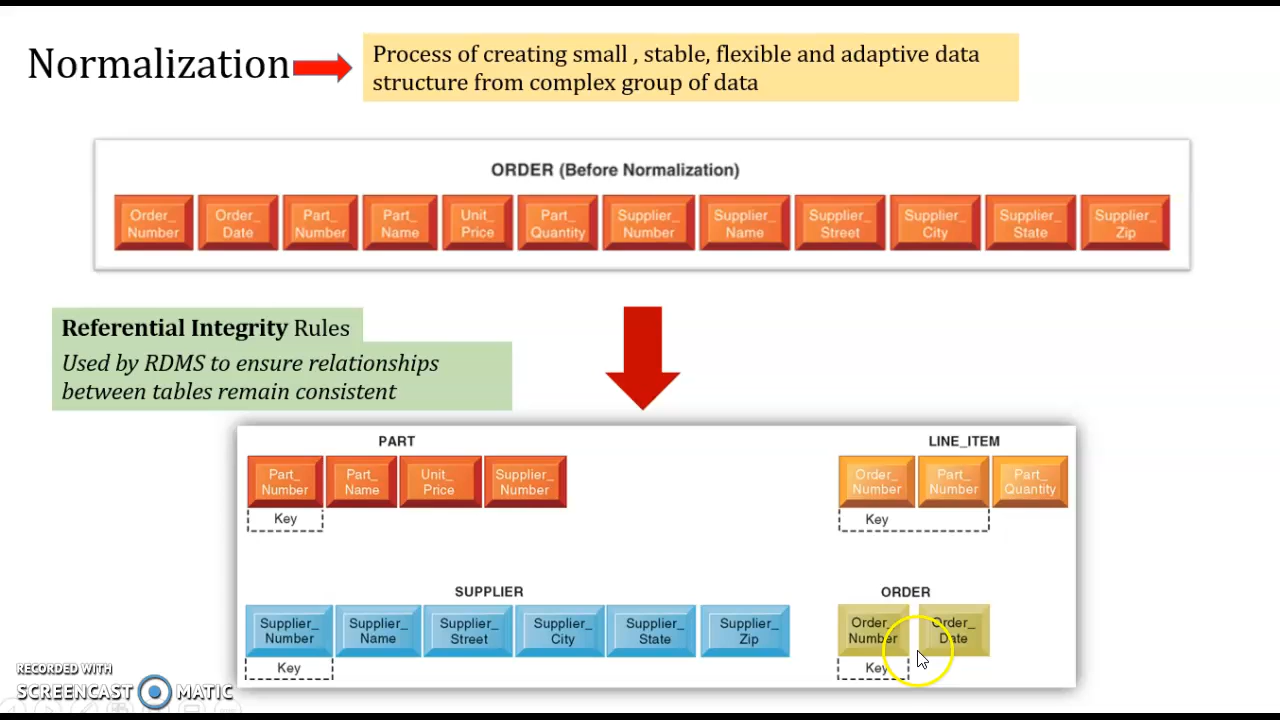 Normalization
Process of creating small , stable, flexible and adaptive data
structure from complex group of data
ORDER (Before Normalization)
Order_ Order_ Part_ Part_ Unit_ Part_ Supplier_ Supplier_ Supplier_ Supplier_ Supplier_ Supplier_
Number Date Number Name Price Quantity Number Name Street City State Zip
Referential Integrity Rules
Used by RDMS to ensure relationships
between tables remain consistent
PART
Part_ Part_ Unit_ Supplier_
Number Name Price Number
Key
LINE_ITEM
Order_ Part_ Part_
Number Number Quantity
Key
SUPPLIER
Supplier_ Supplier_ Supplier_ Supplier_ Supplier_ Supplier_
Number Name Street City State Zip
Key
ORDER
Order_ Order_
Number Date
Key
RECORDED WITH
SCREENCAST MATIC